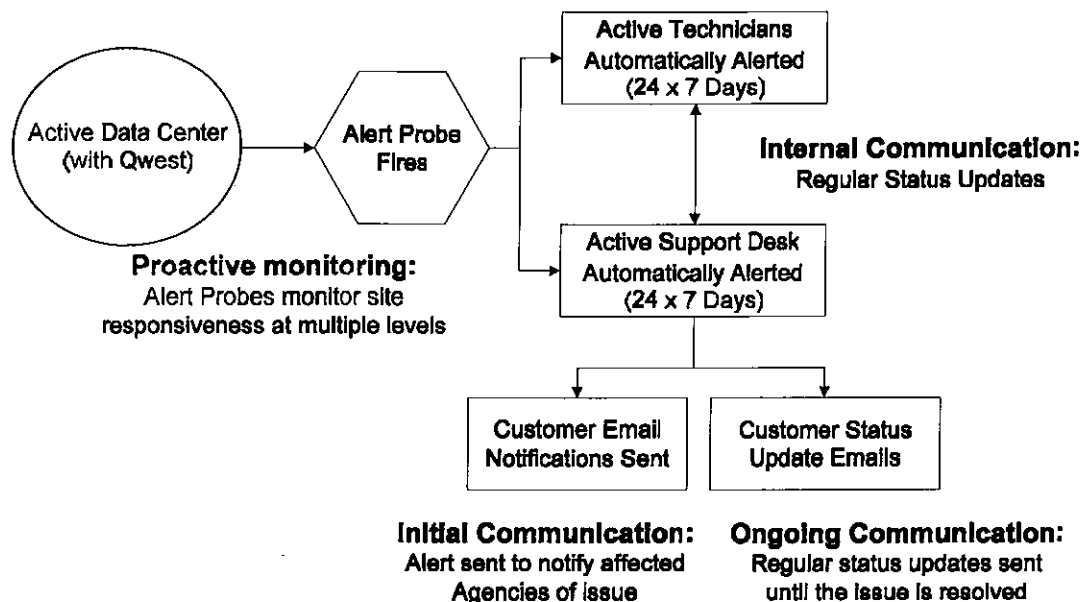 Active Technicians
Automatically Alerted
(24 x 7 Days)
Active Data Center
(with Qwest)
Alert Probe
Fires
Internal Communication:
Regular Status Updates
Active Support Desk
Automatically Alerted
(24 x 7 Days)
Proactive monitoring:
Alert Probes monitor site
responsiveness at multiple levels
Customer Email
Notifications Sent
Customer Status
Update Emails
Initial Communication:
Alert sent to notify affected
Agencies of Issue
Ongoing Communication:
Regular status updates sent
until the Issue is resolved